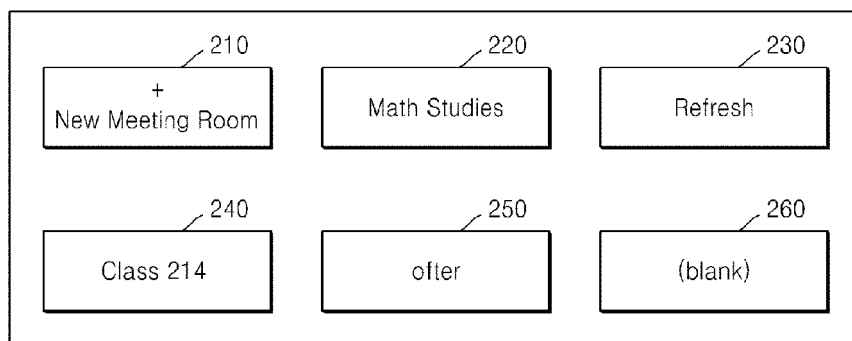 210 220 230
+
New Meeting Room Math Studies Refresh
240 250 260
Class 214 ofter (blank)